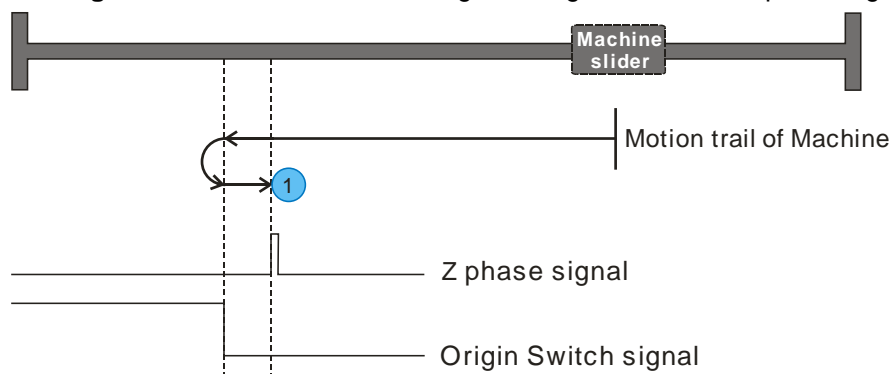 Machine
slider
Motion trail of Machine
1
Z phase signal
Origin Switch signal